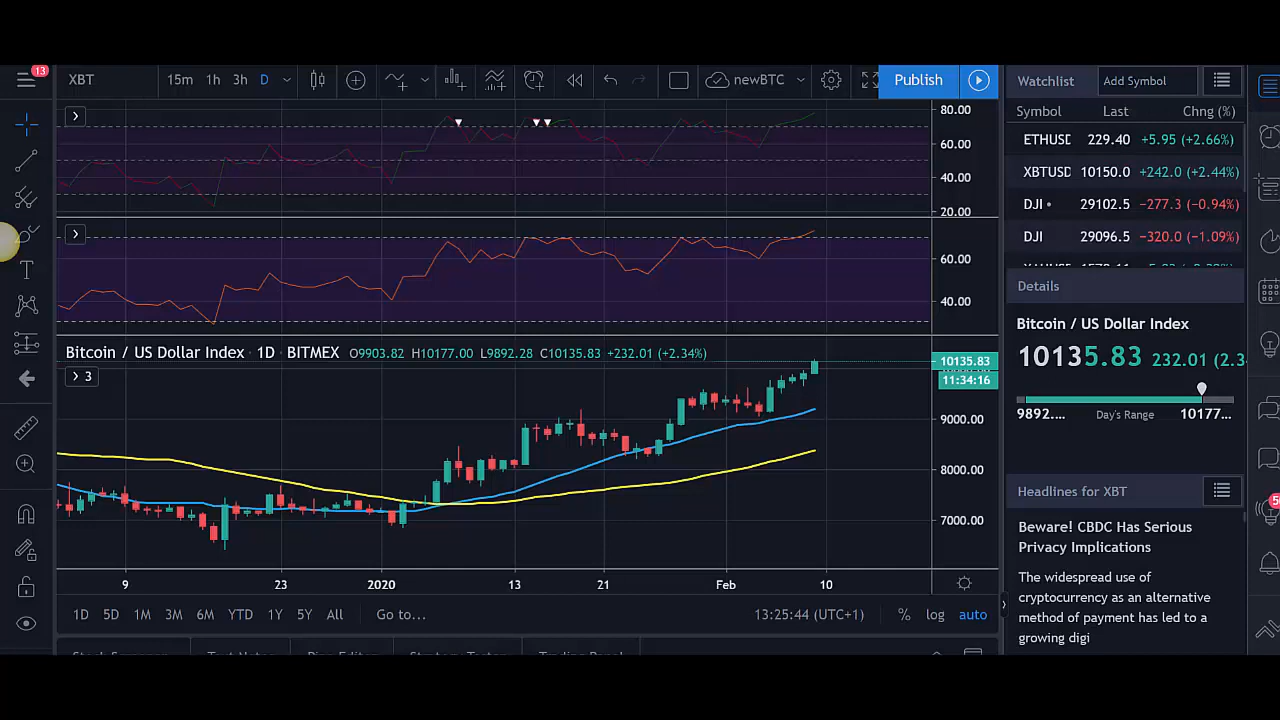 13
XBT 15m 1h 3h D newBTC Publish
80.00
60.00
40.00
20.00
60.00
40.00
Bitcoin / US Dollar Index · 1D · BITMEX O9903.82 H10177.00 L9892.28 C10135.83 +232.01 (+2.34%)
3
10135.83
11:34:16
9000.00
8000.00
7000.00
9 23 2020 13 21 Feb 10
1D 5D 1M 3M 6M YTD 1Y 5Y All Go to... 13:25:44 (UTC+1) % log auto
Watchlist Add Symbol
Symbol Last Chng (%)
ETHUSD 229.40 +5.95 (+2.66%)
XBTUSD 10150.0 +242.0 (+2.44%)
DJI 29102.5 −277.3 (−0.94%)
DJI 29096.5 −320.0 (−1.09%)
Details
Bitcoin / US Dollar Index
10135.83 232.01 (2.3
9892.... Day's Range 10177...
Headlines for XBT
Beware! CBDC Has Serious
Privacy Implications
The widespread use of
cryptocurrency as an alternative
method of payment has led to a
growing digi
5